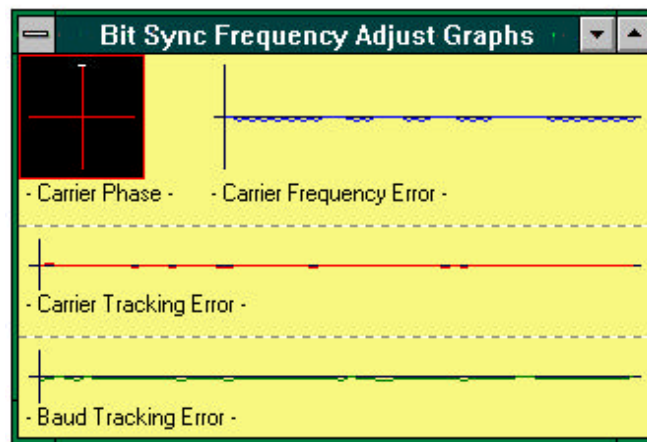 Bit Sync Frequency Adjust Graphs
- Carrier Phase -
- Carrier Frequency Error -
- Carrier Tracking Error -
- Baud Tracking Error -